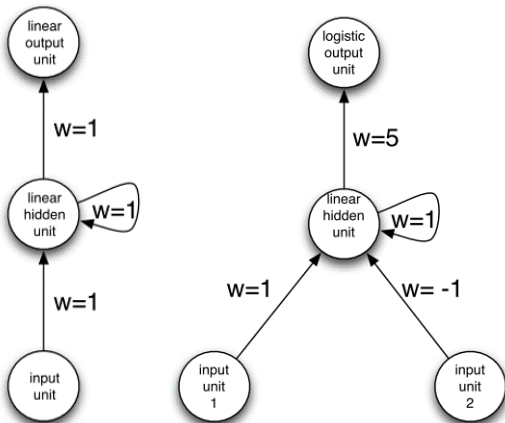 linear
output
unit
w=1
linear
hidden
unit
w=1
w=1
input
unit
logistic
output
unit
w=5
linear
hidden
unit
w=1
w=1
w= -1
input
unit
1
input
unit
2